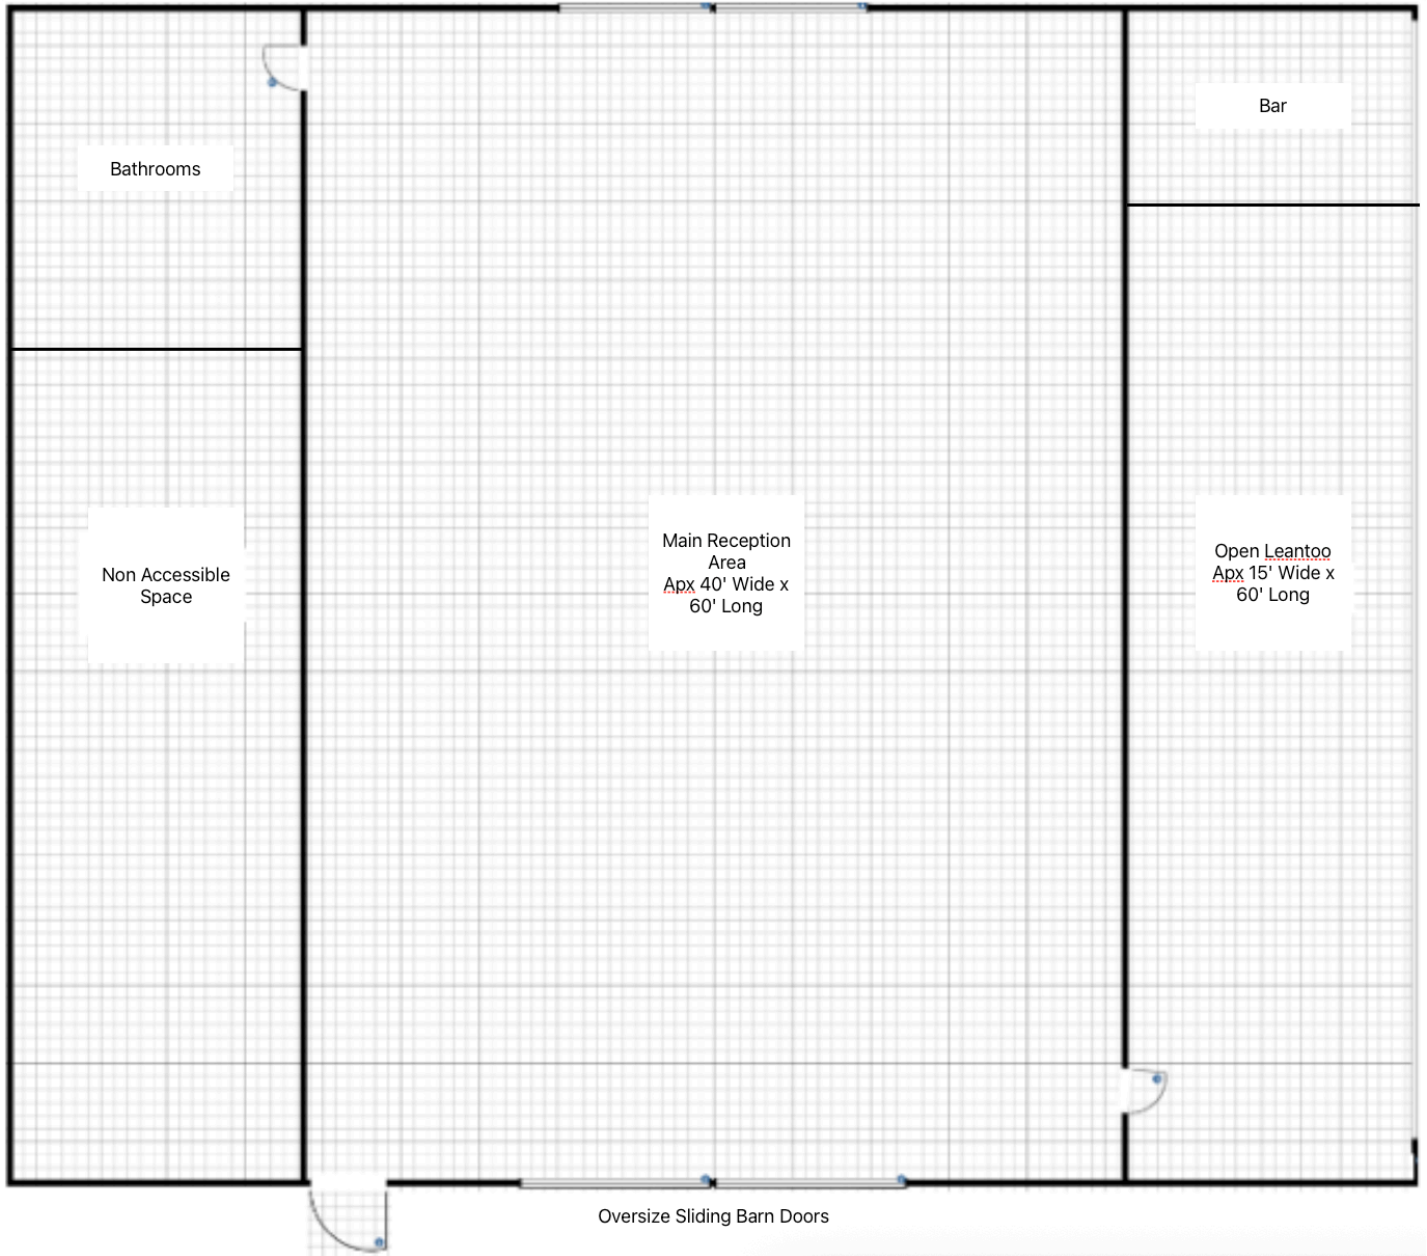 Bar
Bathrooms
Main Reception
Area
Apx 40' Wide x
60' Long
Open Leantoo
Apx 15' Wide x
60' Long
Non Accessible
Space
Oversize Sliding Barn Doors